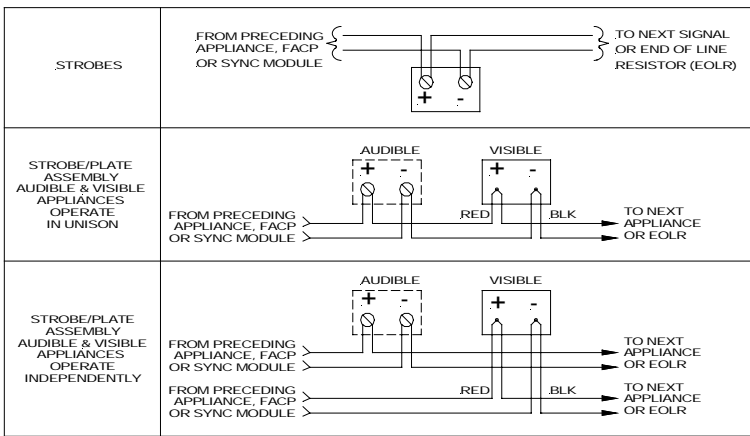 STROBES
FROM PRECEDING
APPLIANCE, FACP
OR SYNC MODULE
TO NEXT SIGNAL
OR END OF LINE
RESISTOR (EOLR)
+ -
STROBE/PLATE
ASSEMBLY
AUDIBLE & VISIBLE
APPLIANCES
OPERATE
IN UNISON
AUDIBLE
+ -
VISIBLE
+ -
FROM PRECEDING
APPLIANCE, FACP
OR SYNC MODULE
RED
BLK
TO NEXT
APPLIANCE
OR EOLR
STROBE/PLATE
ASSEMBLY
AUDIBLE & VISIBLE
APPLIANCES
OPERATE
INDEPENDENTLY
AUDIBLE
+ -
VISIBLE
+ -
FROM PRECEDING
APPLIANCE, FACP
OR SYNC MODULE
TO NEXT
APPLIANCE
OR EOLR
FROM PRECEDING
APPLIANCE, FACP
OR SYNC MODULE
RED
BLK
TO NEXT
APPLIANCE
OR EOLR